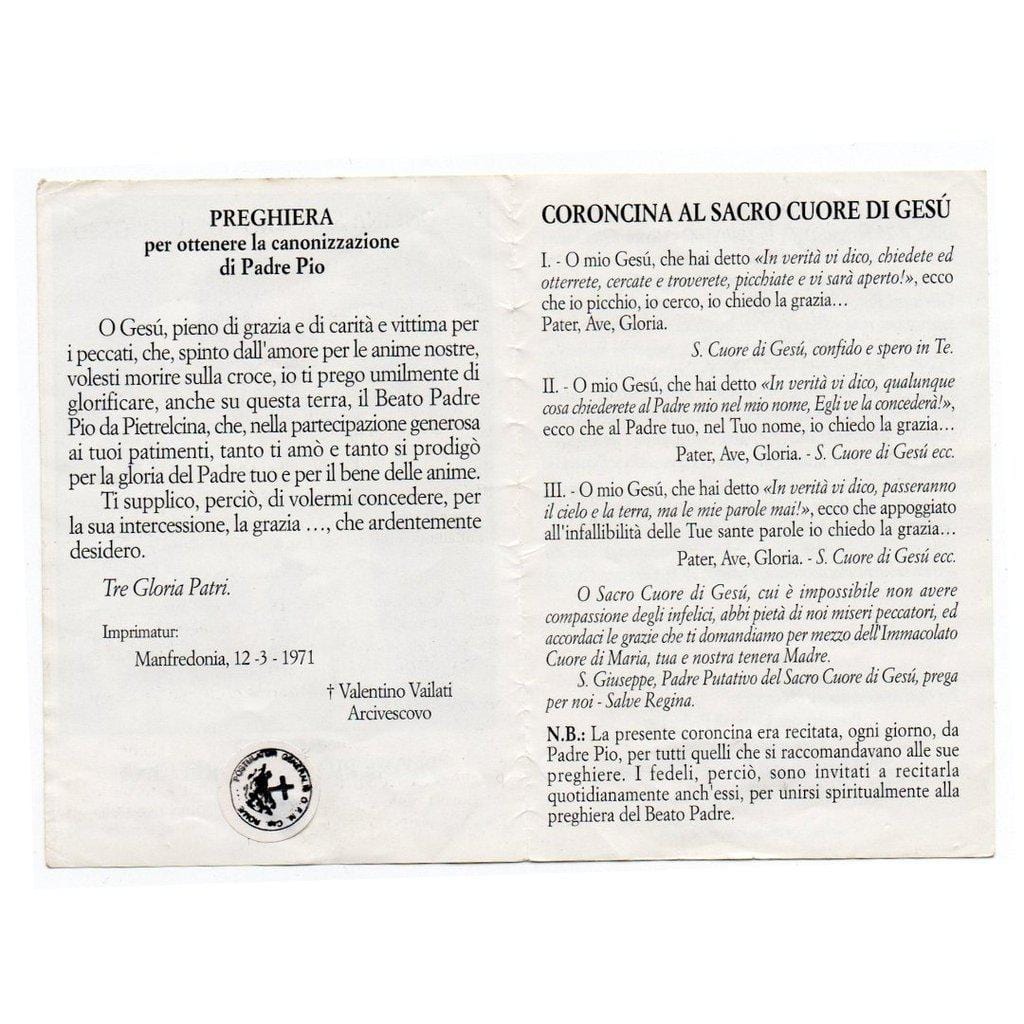 PREGHIERA
per ottenere la canonizzazione
di Padre Pio
O Gesú, pieno di grazia e di carità e vittima per
i peccati, che, spinto dall'amore per le anime nostre,
volesti morire sulla croce, io ti prego umilmente di
glorificare, anche su questa terra, il Beato Padre
Pio da Pietrelcina, che, nella partecipazione generosa
ai tuoi patimenti, tanto ti amò e tanto si prodigò
per la gloria del Padre tuo e per il bene delle anime.
Ti supplico, perciò, di volermi concedere, per
la sua intercessione, la grazia ..., che ardentemente
desidero.
Tre Gloria Patri.
Imprimatur:
Manfredonia, 12 -3 - 1971
† Valentino Vailati
Arcivescovo
POSTULATOR GENERALIS O.F.M. Cap. ROMAE
CORONCINA AL SACRO CUORE DI GESÚ
I. - O mio Gesú, che hai detto «In verità vi dico, chiedete ed
otterrete, cercate e troverete, picchiate e vi sarà aperto!», ecco
che io picchio, io cerco, io chiedo la grazia...
Pater, Ave, Gloria.
S. Cuore di Gesú, confido e spero in Te.
II. - O mio Gesú, che hai detto «In verità vi dico, qualunque
cosa chiederete al Padre mio nel mio nome, Egli ve la concederà!»,
ecco che al Padre tuo, nel Tuo nome, io chiedo la grazia...
Pater, Ave, Gloria. - S. Cuore di Gesú ecc.
III. - O mio Gesú, che hai detto «In verità vi dico, passeranno
il cielo e la terra, ma le mie parole mai!», ecco che appoggiato
all'infallibilità delle Tue sante parole io chiedo la grazia...
Pater, Ave, Gloria. - S. Cuore di Gesú ecc.
O Sacro Cuore di Gesú, cui è impossibile non avere
compassione degli infelici, abbi pietà di noi miseri peccatori, ed
accordaci le grazie che ti domandiamo per mezzo dell'Immacolato
Cuore di Maria, tua e nostra tenera Madre.
S. Giuseppe, Padre Putativo del Sacro Cuore di Gesú, prega
per noi - Salve Regina.
N.B.: La presente coroncina era recitata, ogni giorno, da
Padre Pio, per tutti quelli che si raccomandavano alle sue
preghiere. I fedeli, perciò, sono invitati a recitarla
quotidianamente anch'essi, per unirsi spiritualmente alla
preghiera del Beato Padre.